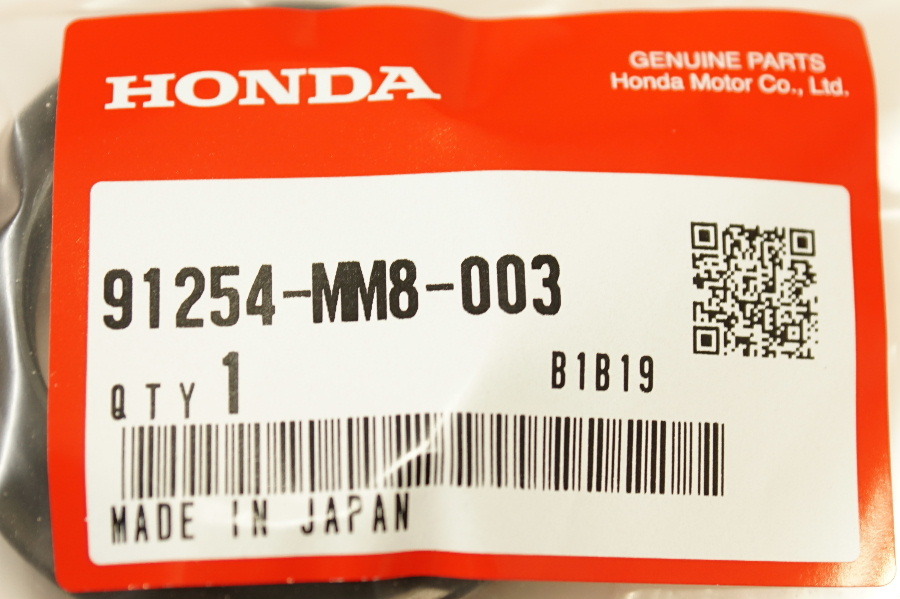 HONDA
GENUINE PARTS
Honda Motor Co., Ltd.
91254-MM8-003
QTY 1
B1B19
MADE IN JAPAN